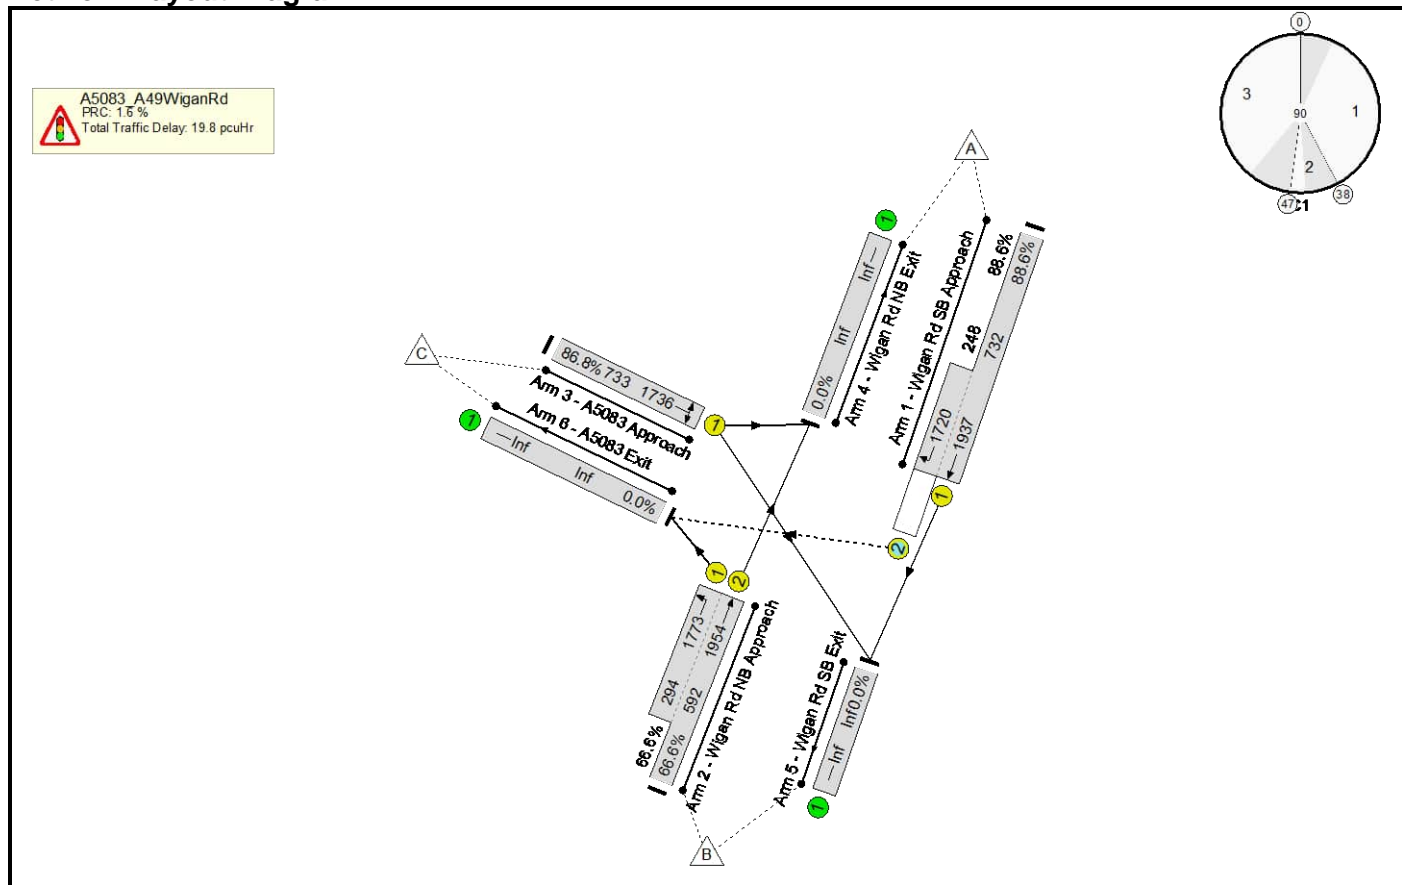 A5083_A49WiganRd
PRC: 1.6 %
Total Traffic Delay: 19.8 pcuHr
0
3
1
90
2
47
38
C1
A
1
Inf
Inf
0.0%
Arm 4 - Wigan Rd NB Exit
Arm 1 - Wigan Rd SB Approach
88.6%
88.6%
248
732
1720
1937
1
2
C
86.8% 733 1736
Arm 3 - A5083 Approach
1
Arm 6 - A5083 Exit
1
Inf
Inf
0.0%
1
2
1773
1954
294
592
66.6%
66.6%
Arm 2 - Wigan Rd NB Approach
Arm 5 - Wigan Rd SB Exit
Inf
Inf
0.0%
1
B